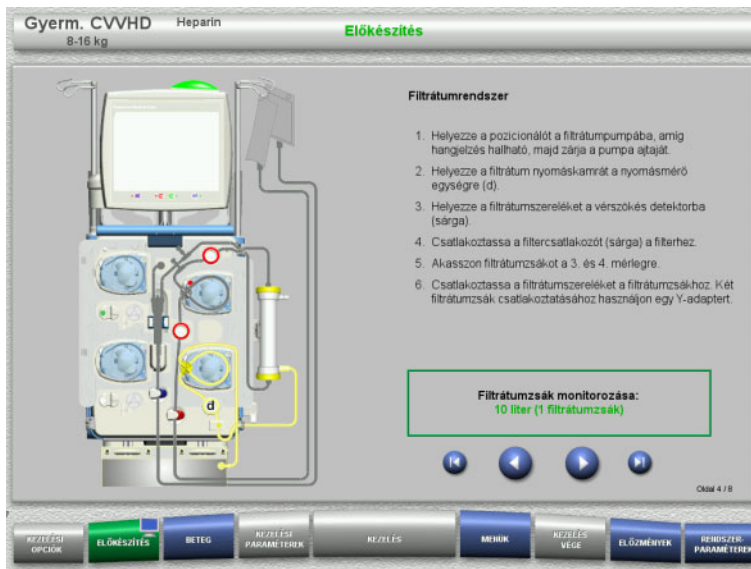 Gyerm. CVVHD Heparin
8-16 kg
Előkészítés
Filtrátumrendszer
1. Helyezze a pozicionálót a filtrátumpumpába, amíg
hangjelzés hallható, majd zárja a pumpa ajtaját.
2. Helyezze a filtrátum nyomáskamrát a nyomásmérő
egységre (d).
3. Helyezze a filtrátumszereléket a vérszökés detektorba
(sárga).
4. Csatlakoztassa a filtercsatlakozót (sárga) a filterhez.
5. Akasszon filtrátumzsákot a 3. és 4. mérlegre.
6. Csatlakoztassa a filtrátumszereléket a filtrátumzsákhoz. Két
filtrátumzsák csatlakoztatásához használjon egy Y-adaptert.
d
Filtrátumzsák monitorozása:
10 liter (1 filtrátumzsák)
Oldal 4 / 8
KEZELÉSI
OPCIÓK
ELŐKÉSZÍTÉS
BETEG
KEZELÉSI
PARAMÉTEREK
KEZELÉS
MENÜK
KEZELÉS
VÉGE
ELŐZMÉNYEK
RENDSZER-
PARAMÉTEREK